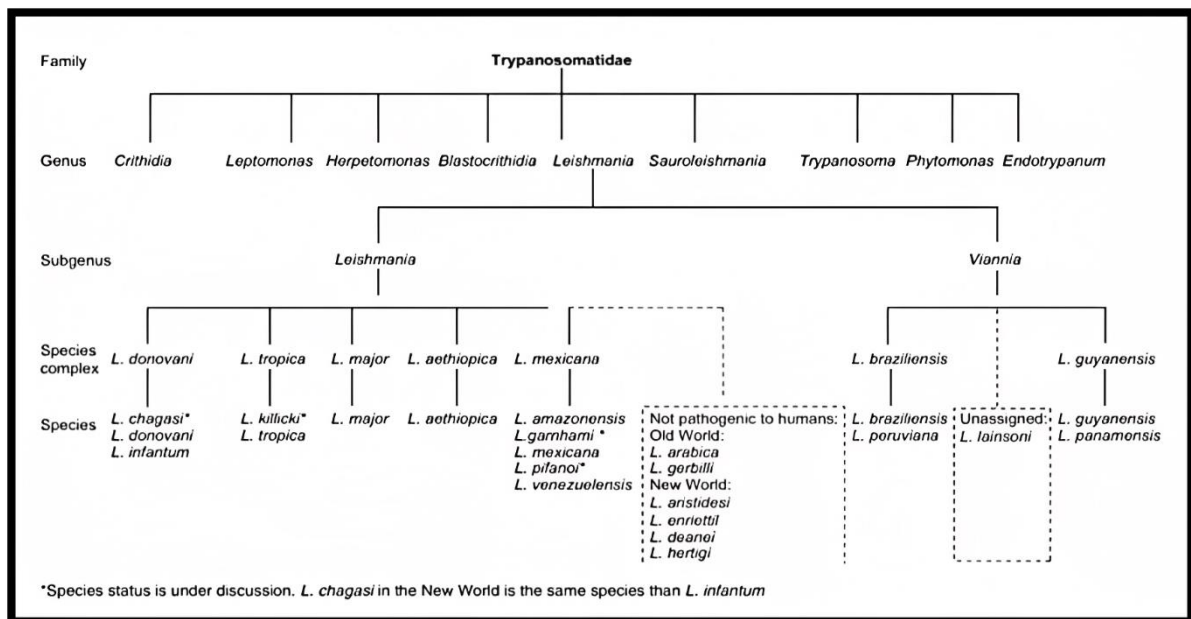 Family Trypanosomatidae
Genus Crithidia Leptomonas Herpetomonas Blastocrithidia Leishmania Sauroleishmania Trypanosoma Phytomonas Endotrypanum
Subgenus Leishmania Viannia
Species complex L. donovani L. tropica L. major L. aethiopica L. mexicana L. braziliensis L. guyanensis
Species
L. chagasi*
L. donovani
L. infantum
L. killicki*
L. tropica
L. major
L. aethiopica
L. amazonensis
L.garnhami *
L. mexicana
L. pifanoi*
L. venezuelensis
Not pathogenic to humans:
Old World:
L. arabica
L. gerbilli
New World:
L. aristidesi
L. enriettii
L. deanei
L. hertigi
L. braziliensis
L. peruviana
Unassigned:
L. lainsoni
L. guyanensis
L. panamensis
*Species status is under discussion. L. chagasi in the New World is the same species than L. infantum